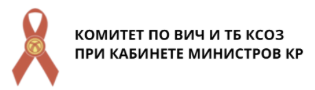 КОМИТЕТ ПО ВИЧ И ТБ КСОЗ
ПРИ КАБИНЕТЕ МИНИСТРОВ КР